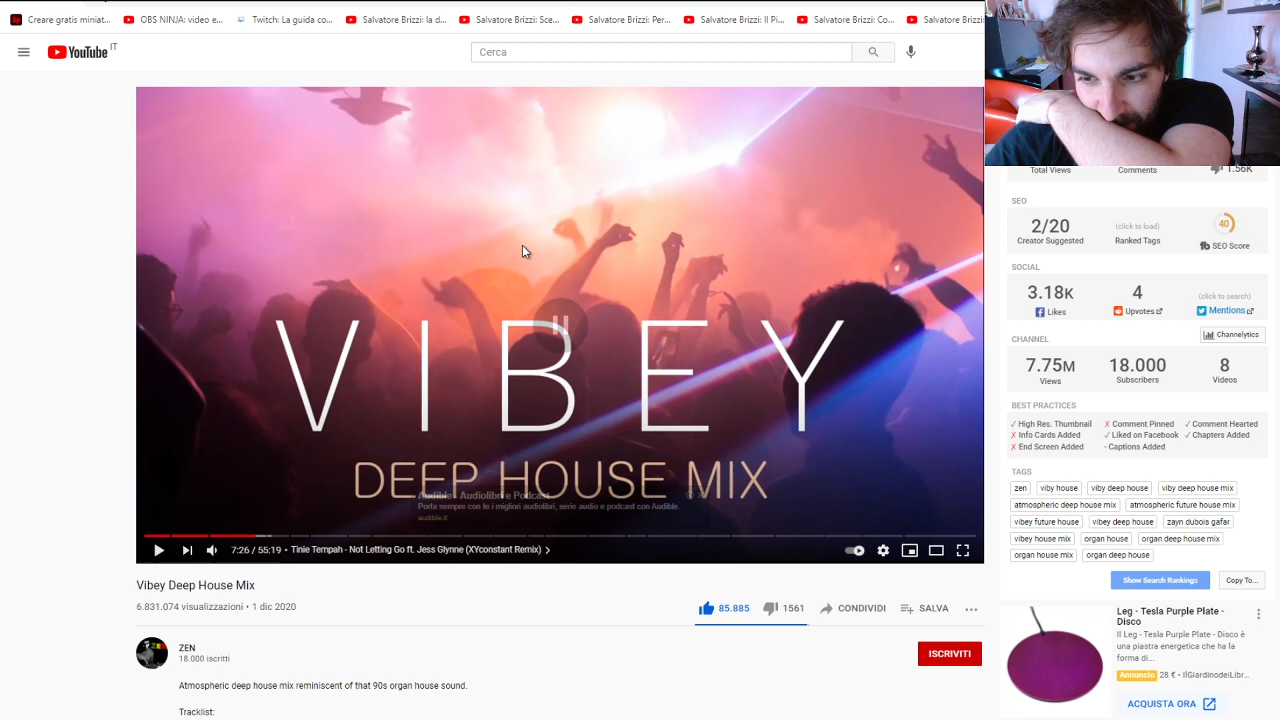 Creare gratis miniat...
OBS NINJA: video e...
Twitch: La guida co...
Salvatore Brizzi: la d...
Salvatore Brizzi: Sce...
Salvatore Brizzi: Per...
Salvatore Brizzi: Il Pi...
Salvatore Brizzi: Co...
Salvatore Brizzi:
YouTube IT
Cerca
VIBEY
DEEP HOUSE MIX
Audible - Audiolibri e Podcast
Porta sempre con te i migliori audiolibri, serie audio e podcast con Audible.
audible.it
7:26 / 55:19 • Tinie Tempah - Not Letting Go ft. Jess Glynne (XYconstant Remix)
Vibey Deep House Mix
6.831.074 visualizzazioni • 1 dic 2020
85.885 1561 CONDIVIDI SALVA
ZEN
18.000 iscritti
ISCRIVITI
Atmospheric deep house mix reminiscent of that 90s organ house sound.
Tracklist:
Total Views Comments 1.56K
SEO
2/20 (click to load) 40
Creator Suggested Ranked Tags tb SEO Score
SOCIAL
3.18K 4 (click to search)
Likes Upvotes Mentions
CHANNEL Channelytics
7.75M 18.000 8
Views Subscribers Videos
BEST PRACTICES
✓ High Res. Thumbnail ✗ Comment Pinned ✓ Comment Hearted
✗ Info Cards Added ✓ Liked on Facebook ✓ Chapters Added
✗ End Screen Added - Captions Added
TAGS
zen viby house viby deep house viby deep house mix
atmospheric deep house mix atmospheric future house mix
vibey future house vibey deep house zayn dubois gafar
vibey house mix organ house organ deep house mix
organ house mix organ deep house
Show Search Rankings Copy To...
Leg - Tesla Purple Plate -
Disco
Il Leg - Tesla Purple Plate - Disco è
una piastra energetica che ha la
forma di...
Annuncio 28 € • IlGiardinodeiLibr...
ACQUISTA ORA